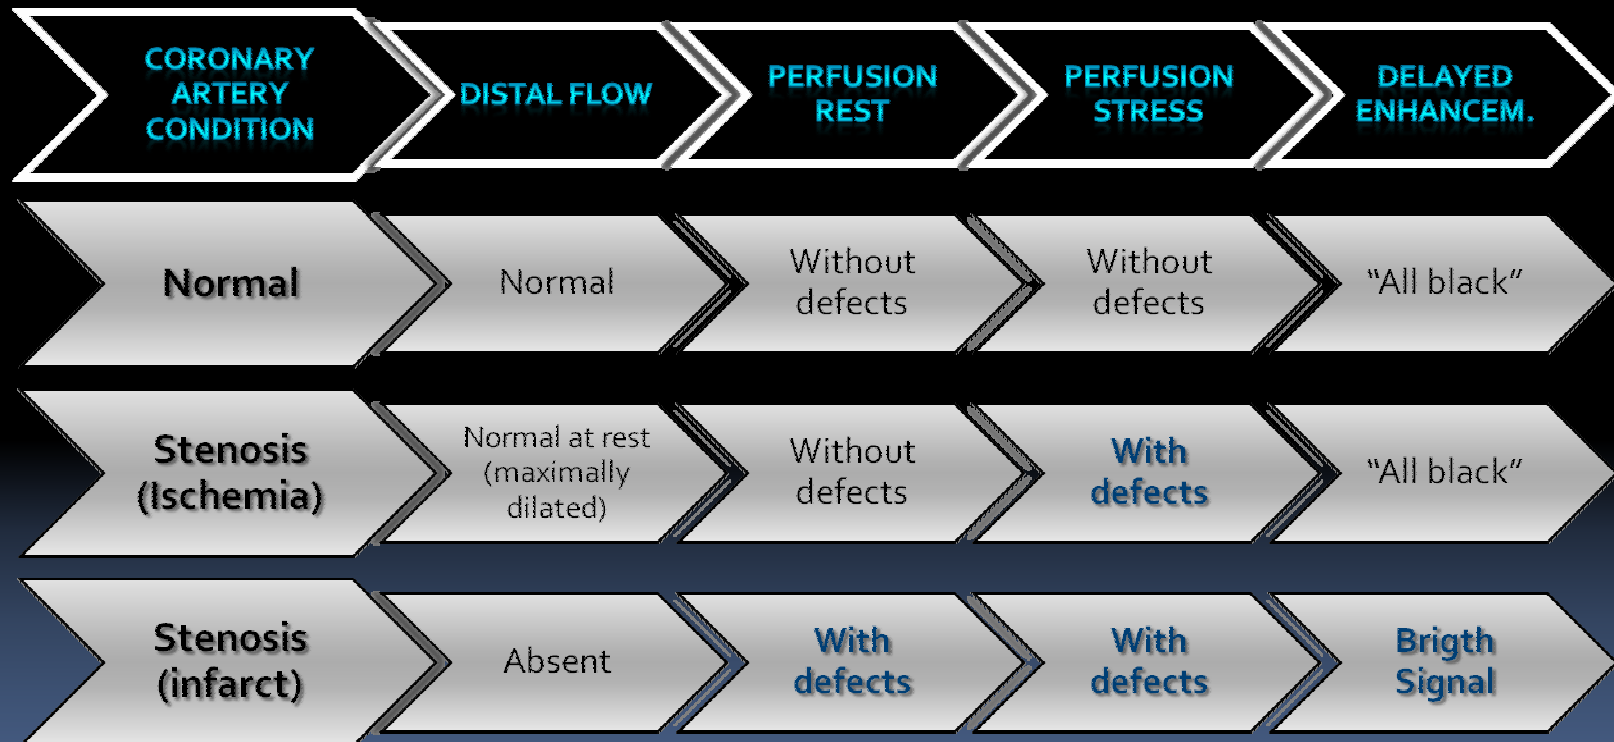 CORONARY
ARTERY
CONDITION
DISTAL FLOW
PERFUSION
REST
PERFUSION
STRESS
DELAYED
ENHANCEM.
Normal
Normal
Without
defects
Without
defects
“All black”
Stenosis
(Ischemia)
Normal at rest
(maximally
dilated)
Without
defects
With
defects
“All black”
Stenosis
(infarct)
Absent
With
defects
With
defects
Brigth
Signal